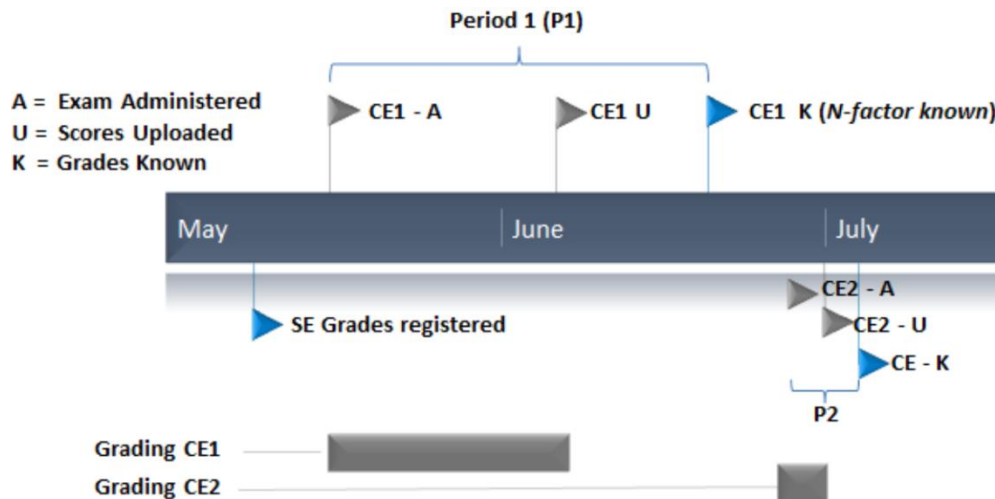 Period 1 (P1)
A = Exam Administered
U = Scores Uploaded
K = Grades Known
CE1 - A
CE1 U
CE1 K (N-factor known)
May
June
July
CE2 - A
SE Grades registered
CE2 - U
CE - K
P2
Grading CE1
Grading CE2